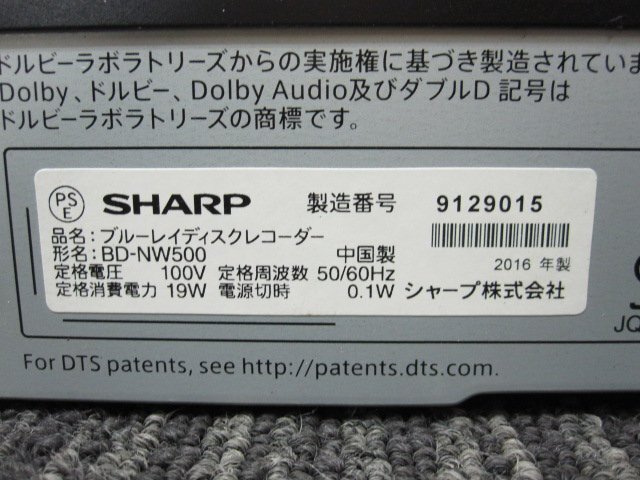 ドルビーラボラトリーズからの実施権に基づき製造されていま
Dolby、ドルビー、Dolby Audio及びダブルD 記号は
ドルビーラボラトリーズの商標です。
PS
E
SHARP 製造番号 9129015
品名：ブルーレイディスクレコーダー
形名：BD-NW500 中国製
2016 年製
定格電圧 100V 定格周波数 50/60Hz
定格消費電力 19W 電源切時 0.1W シャープ株式会社
JQ
For DTS patents, see http://patents.dts.com.